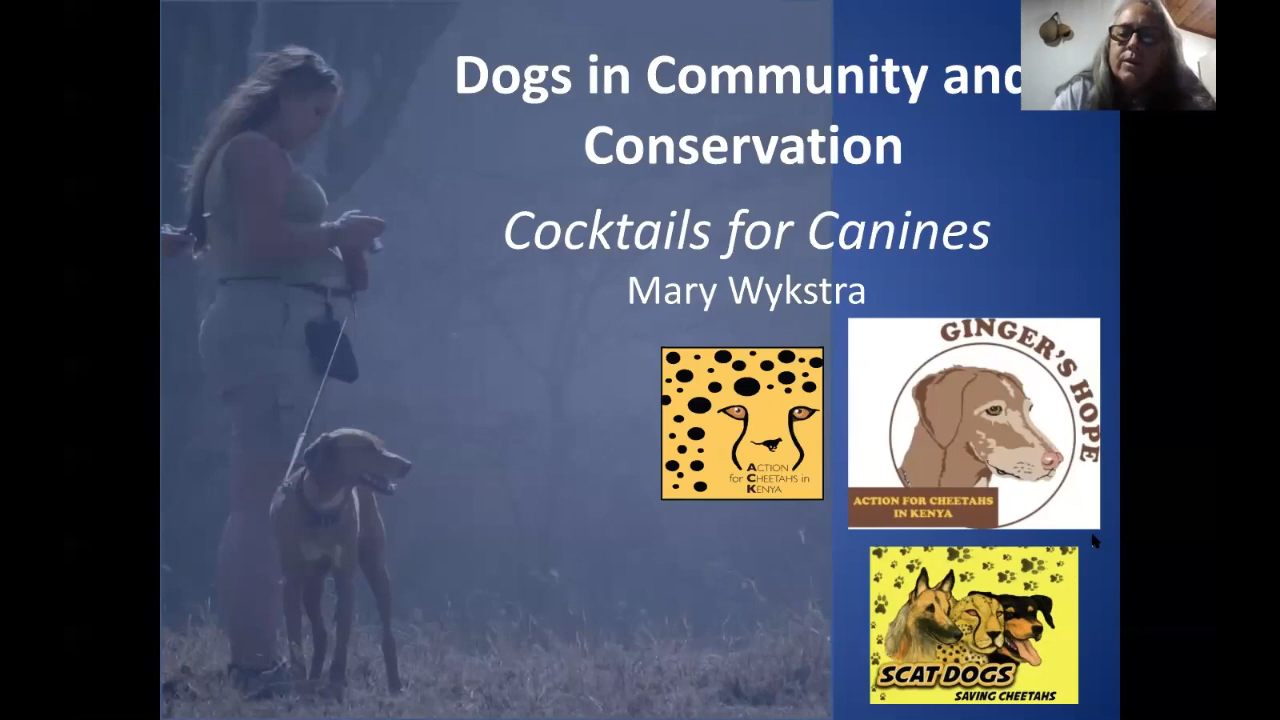 Dogs in Community and
Conservation
Cocktails for Canines
Mary Wykstra
ACTION
for CHEETAHS in
KENYA
GINGER'S HOPE
ACTION FOR CHEETAHS
IN KENYA
SCAT DOGS
SAVING CHEETAHS